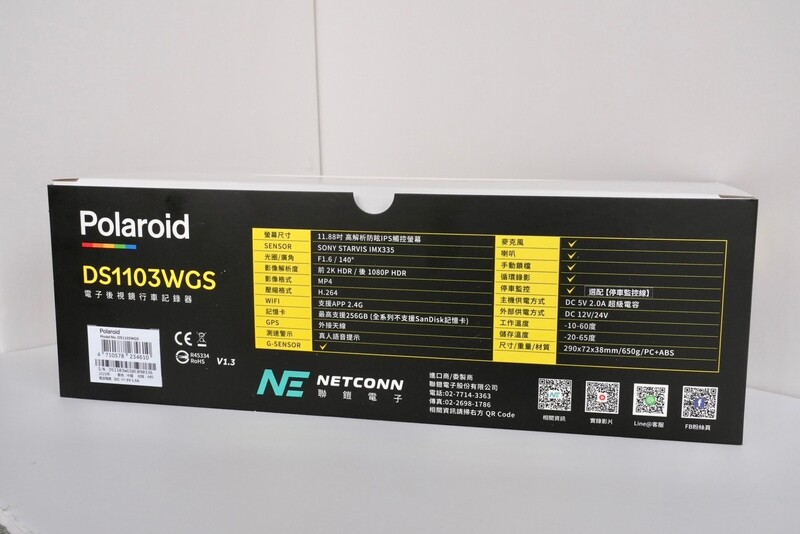 Polaroid
DS1103WGS
電子後視鏡行車記錄器
Polaroid
Model No. DS1103WGS
4 710578 234610
R45334
RoHS
V1.3
螢幕尺寸 11.88吋 高解析防眩IPS觸控螢幕
SENSOR SONY STARVIS IMX335
光圈/廣角 F1.6 / 140°
影像解析度 前 2K HDR / 後 1080P HDR
影像格式 MP4
壓縮格式 H.264
WIFI 支援APP 2.4G
記憶卡 最高支援256GB (全系列不支援SanDisk記憶卡)
GPS 外接天線
測速警示 真人語音提示
G-SENSOR ✓
麥克風 ✓
喇叭 ✓
手動鎖檔 ✓
循環錄影 ✓
停車監控 ✓ 選配【停車監控線】
主機供電方式 DC 5V 2.0A 超級電容
外部供電方式 DC 12V/24V
工作溫度 -10-60度
儲存溫度 -20-65度
尺寸/重量/材質 290x72x38mm/650g/PC+ABS
NE NETCONN
聯鎧電子
進口商/委製商
聯鎧電子股份有限公司
電話:02-7714-3363
傳真:02-2698-1786
相關資訊請掃右方 QR Code
相關資訊
實錄影片
Line@客服
FB粉絲頁